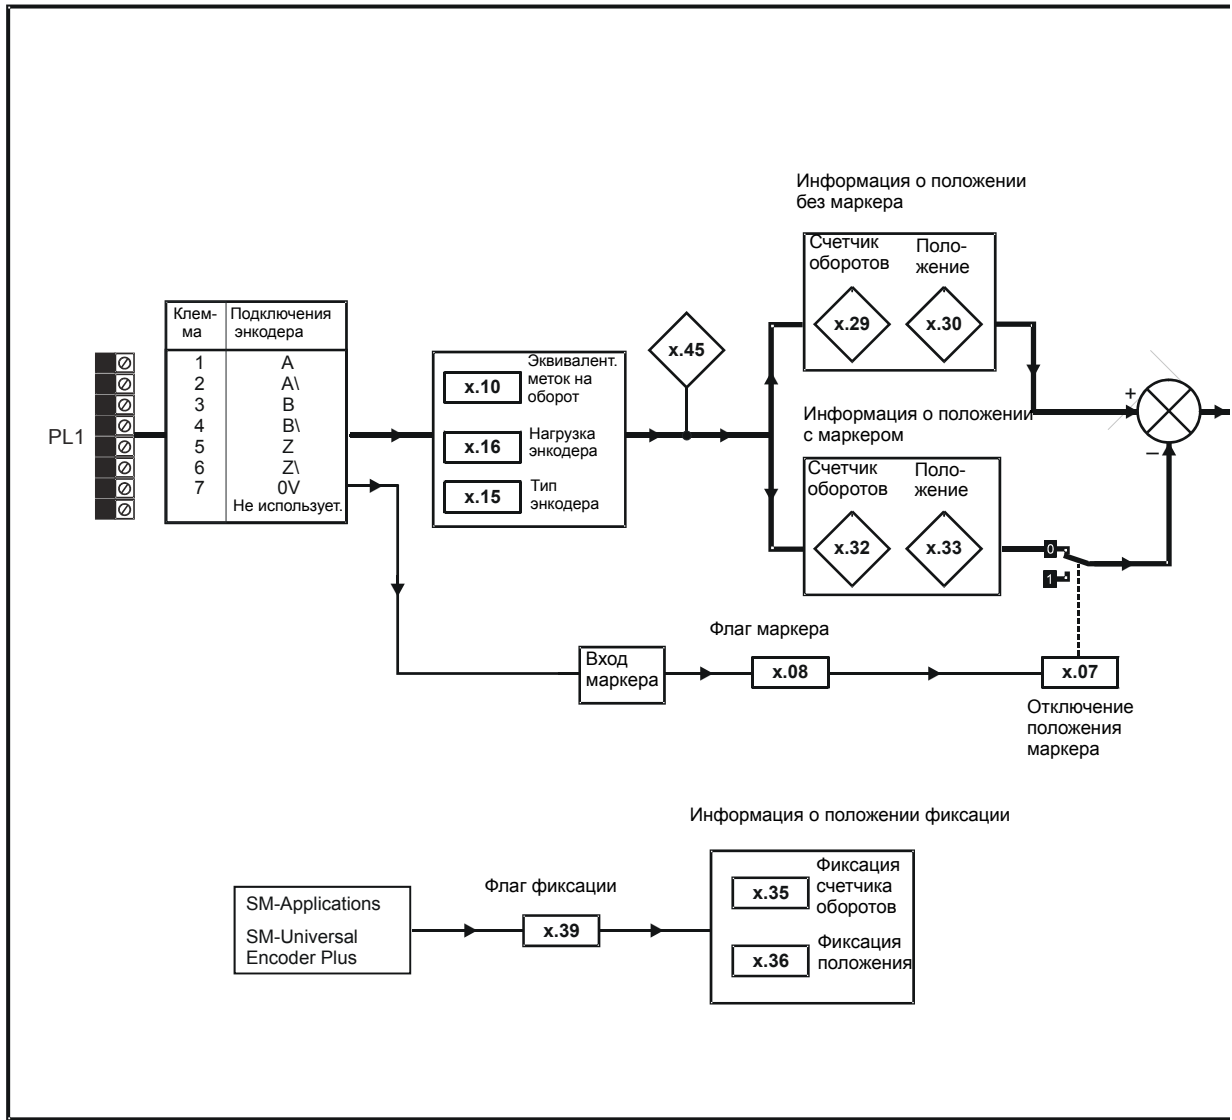 Информация о положении
без маркера
Счетчик
оборотов
Поло-
жение
x.29
x.30
Клем-
ма
Подключения
энкодера
1 A
2 A\
3 B
4 B\
5 Z
6 Z\
7 0V
Не использует.
PL1
Эквивалент.
меток на
оборот
x.10
x.16
Нагрузка
энкодера
x.15
Тип
энкодера
x.45
+
–
Информация о положении
с маркером
Счетчик
оборотов
Поло-
жение
x.32
x.33
0
1
Флаг маркера
Вход
маркера
x.08
x.07
Отключение
положения
маркера
Информация о положении фиксации
SM-Applications
SM-Universal
Encoder Plus
Флаг фиксации
x.39
x.35
Фиксация
счетчика
оборотов
x.36
Фиксация
положения